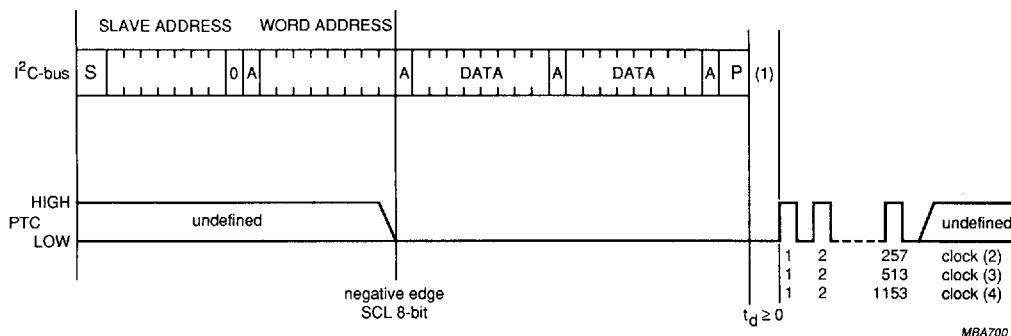 SLAVE ADDRESS WORD ADDRESS
I²C-bus S 0 A A DATA A DATA A P (1)
HIGH
PTC undefined undefined
LOW
1 2 257 clock (2)
1 2 513 clock (3)
1 2 1153 clock (4)
negative edge
SCL 8-bit
td ≥ 0
MBA700